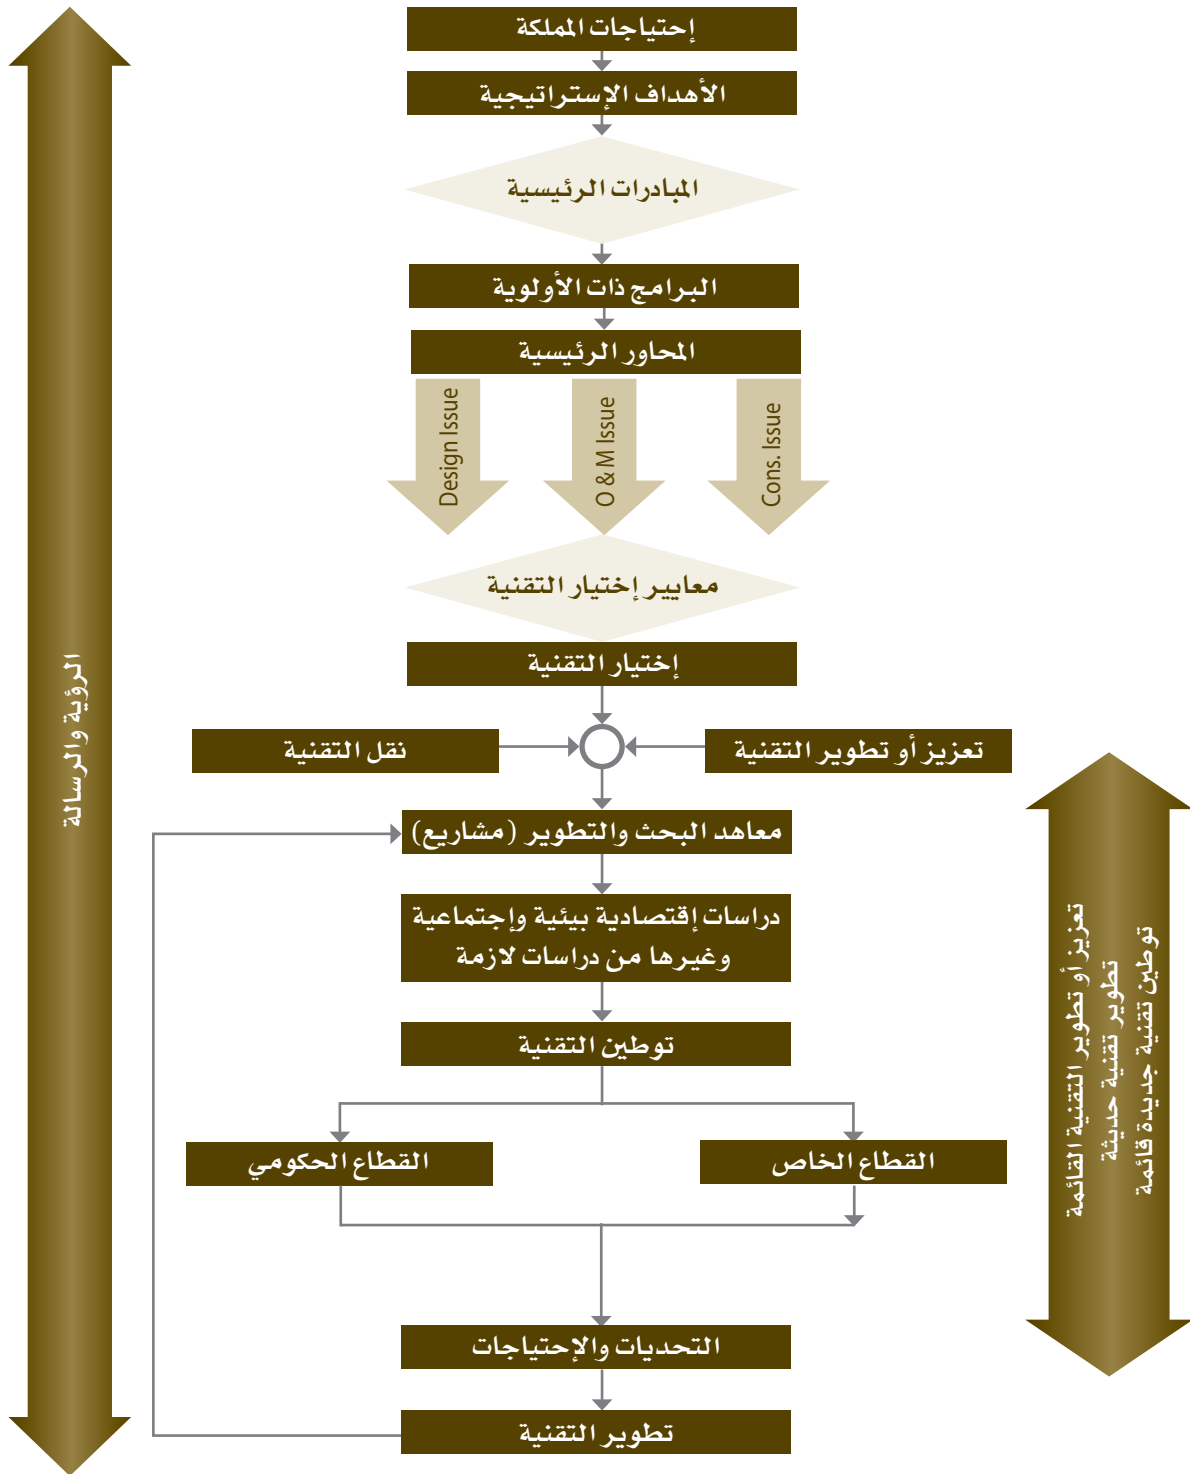 إحتياجات المملكة
الأهداف الإستراتيجية
المبادرات الرئيسية
البرامج ذات الأولوية
المحاور الرئيسية
Design Issue
O & M Issue
Cons. Issue
معايير إختيار التقنية
إختيار التقنية
تعزيز أو تطوير التقنية
نقل التقنية
معاهد البحث والتطوير (مشاريع)
دراسات إقتصادية بيئية وإجتماعية
وغيرها من دراسات لازمة
توطين التقنية
القطاع الخاص
القطاع الحكومي
التحديات والإحتياجات
تطوير التقنية
الرؤية والرسالة
تعزيز أو تطوير التقنية القائمة
تطوير تقنية حديثة
توطين تقنية جديدة قائمة